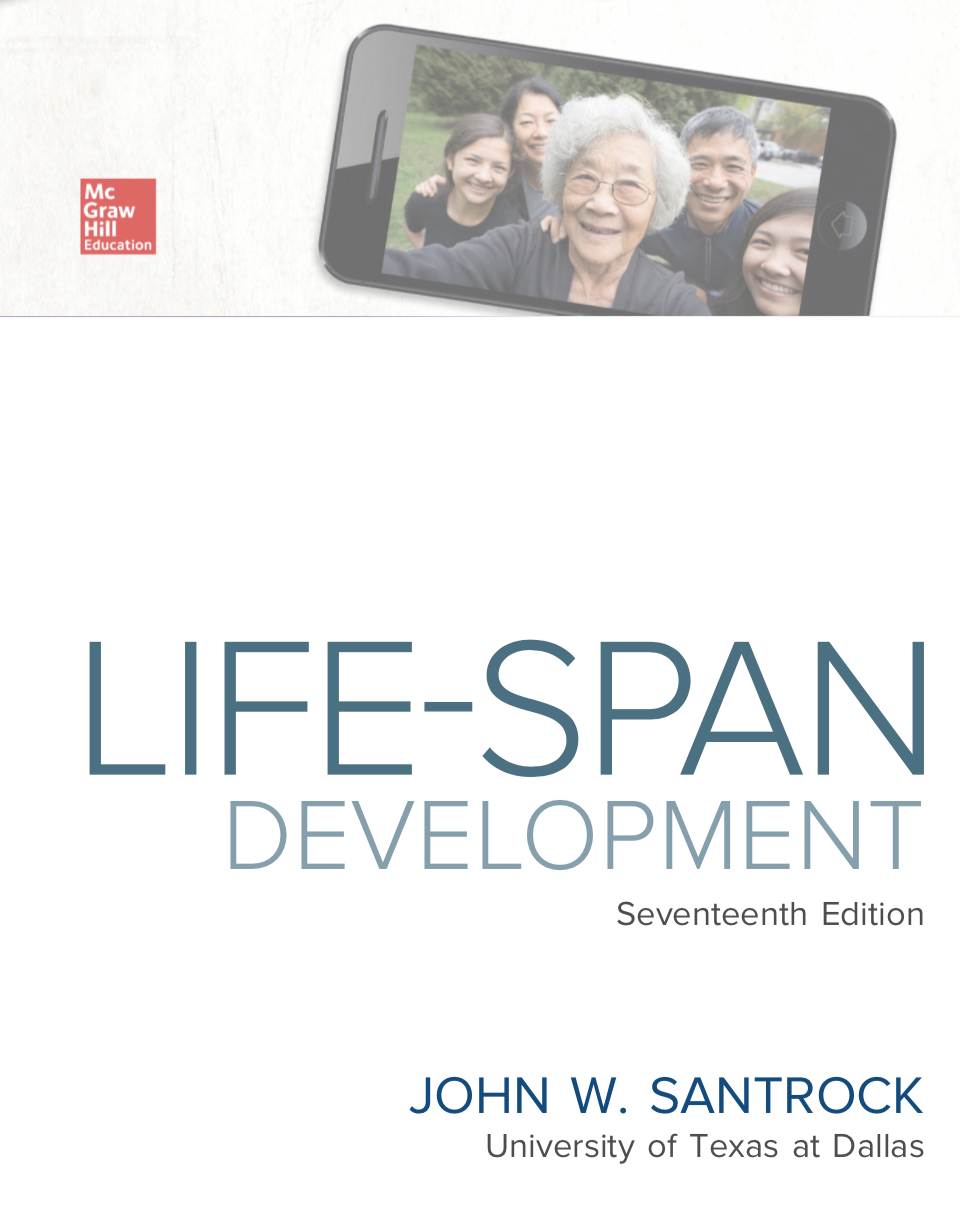 Mc
Graw
Hill
Education
LIFE-SPAN
DEVELOPMENT
Seventeenth Edition
JOHN W. SANTROCK
University of Texas at Dallas